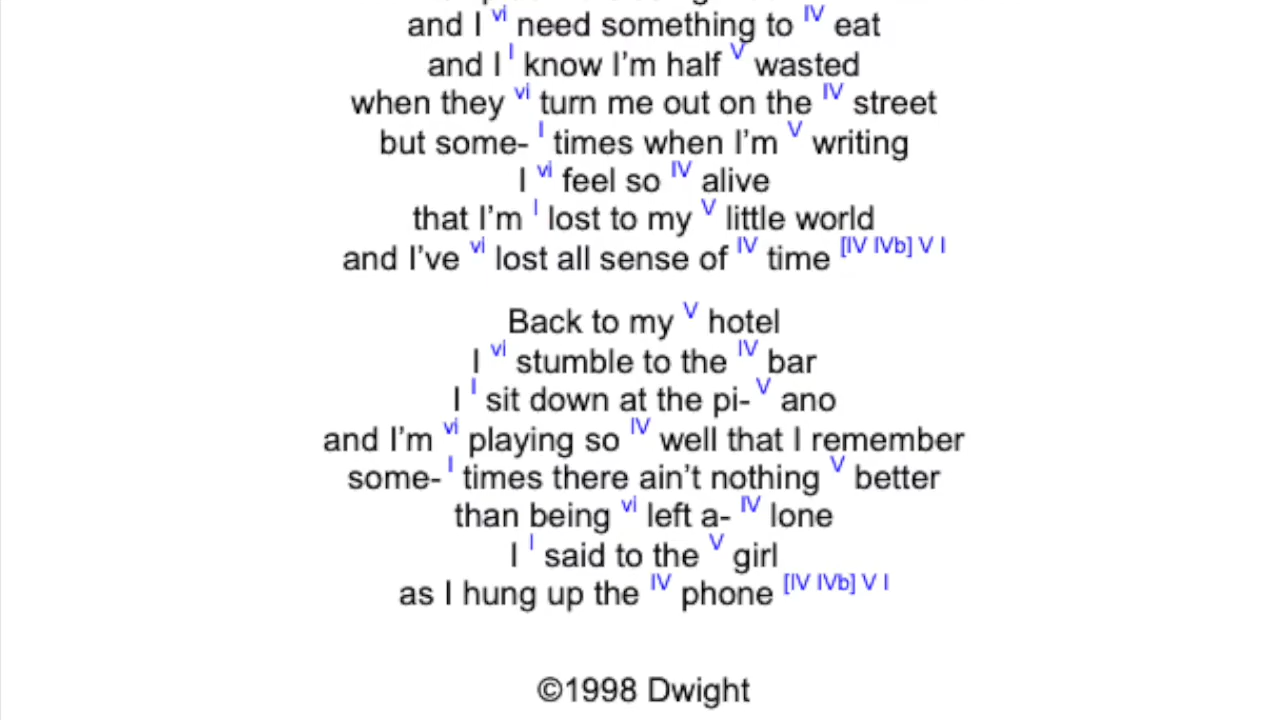 and I vi need something to IV eat
and I I know I'm half V wasted
when they vi turn me out on the IV street
but some- I times when I'm V writing
I vi feel so IV alive
that I'm I lost to my V little world
and I've vi lost all sense of IV time [IV IVb] V I
Back to my V hotel
I vi stumble to the IV bar
I I sit down at the pi- V ano
and I'm vi playing so IV well that I remember
some- I times there ain't nothing V better
than being vi left a- IV lone
I I said to the V girl
as I hung up the IV phone [IV IVb] V I
©1998 Dwight